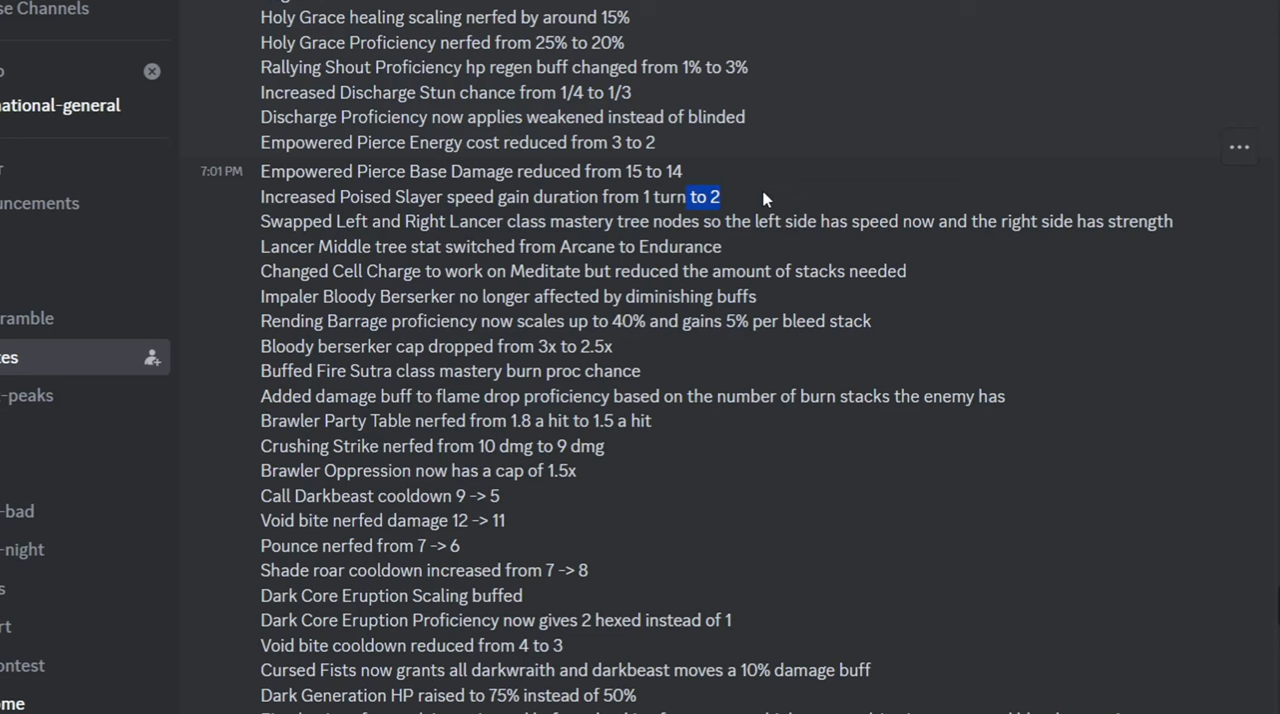 se Channels
national-general
uncements
ramble
tes
-peaks
-bad
-night
s
rt
ontest
ome
Holy Grace healing scaling nerfed by around 15%
Holy Grace Proficiency nerfed from 25% to 20%
Rallying Shout Proficiency hp regen buff changed from 1% to 3%
Increased Discharge Stun chance from 1/4 to 1/3
Discharge Proficiency now applies weakened instead of blinded
Empowered Pierce Energy cost reduced from 3 to 2
7:01 PM Empowered Pierce Base Damage reduced from 15 to 14
Increased Poised Slayer speed gain duration from 1 turn to 2
Swapped Left and Right Lancer class mastery tree nodes so the left side has speed now and the right side has strength
Lancer Middle tree stat switched from Arcane to Endurance
Changed Cell Charge to work on Meditate but reduced the amount of stacks needed
Impaler Bloody Berserker no longer affected by diminishing buffs
Rending Barrage proficiency now scales up to 40% and gains 5% per bleed stack
Bloody berserker cap dropped from 3x to 2.5x
Buffed Fire Sutra class mastery burn proc chance
Added damage buff to flame drop proficiency based on the number of burn stacks the enemy has
Brawler Party Table nerfed from 1.8 a hit to 1.5 a hit
Crushing Strike nerfed from 10 dmg to 9 dmg
Brawler Oppression now has a cap of 1.5x
Call Darkbeast cooldown 9 -> 5
Void bite nerfed damage 12 -> 11
Pounce nerfed from 7 -> 6
Shade roar cooldown increased from 7 -> 8
Dark Core Eruption Scaling buffed
Dark Core Eruption Proficiency now gives 2 hexed instead of 1
Void bite cooldown reduced from 4 to 3
Cursed Fists now grants all darkwraith and darkbeast moves a 10% damage buff
Dark Generation HP raised to 75% instead of 50%